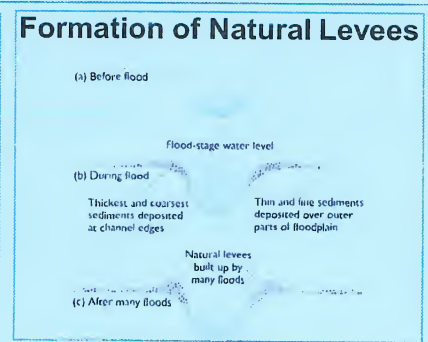 Formation of Natural Levees
(a) Before flood
Flood-stage water level
(b) During flood
Thickest and coarsest
sediments deposited
at channel edges
Thin and fine sediments
deposited over outer
parts of floodplain
Natural levees
built up by
many floods
(c) After many floods